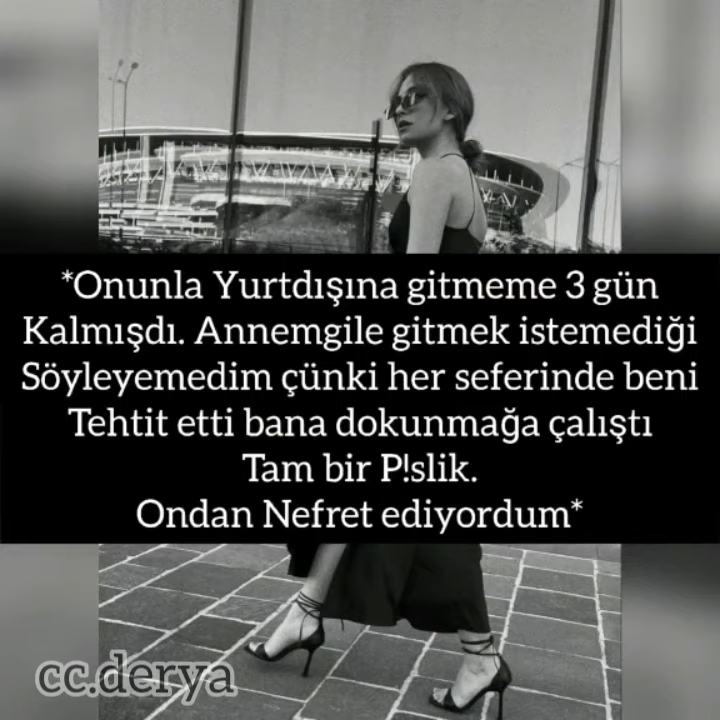 *Onunla Yurtdışına gitmeme 3 gün
Kalmışdı. Annemgile gitmek istemediği
Söyleyemedim çünki her seferinde beni
Tehtit etti bana dokunmağa çalıştı
Tam bir P!slik.
Ondan Nefret ediyordum*
cc.derya